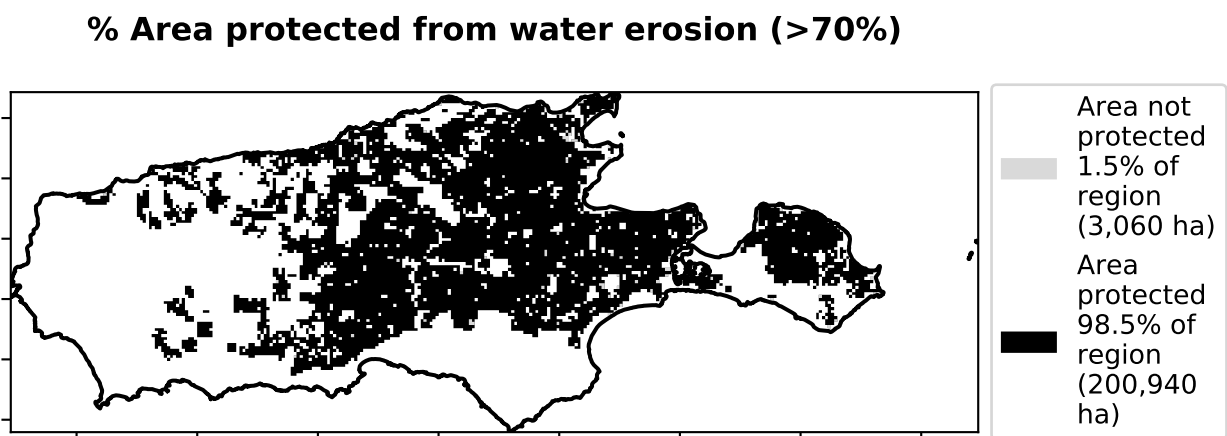 % Area protected from water erosion (>70%)
Area not
protected
1.5% of
region
(3,060 ha)
Area
protected
98.5% of
region
(200,940
ha)